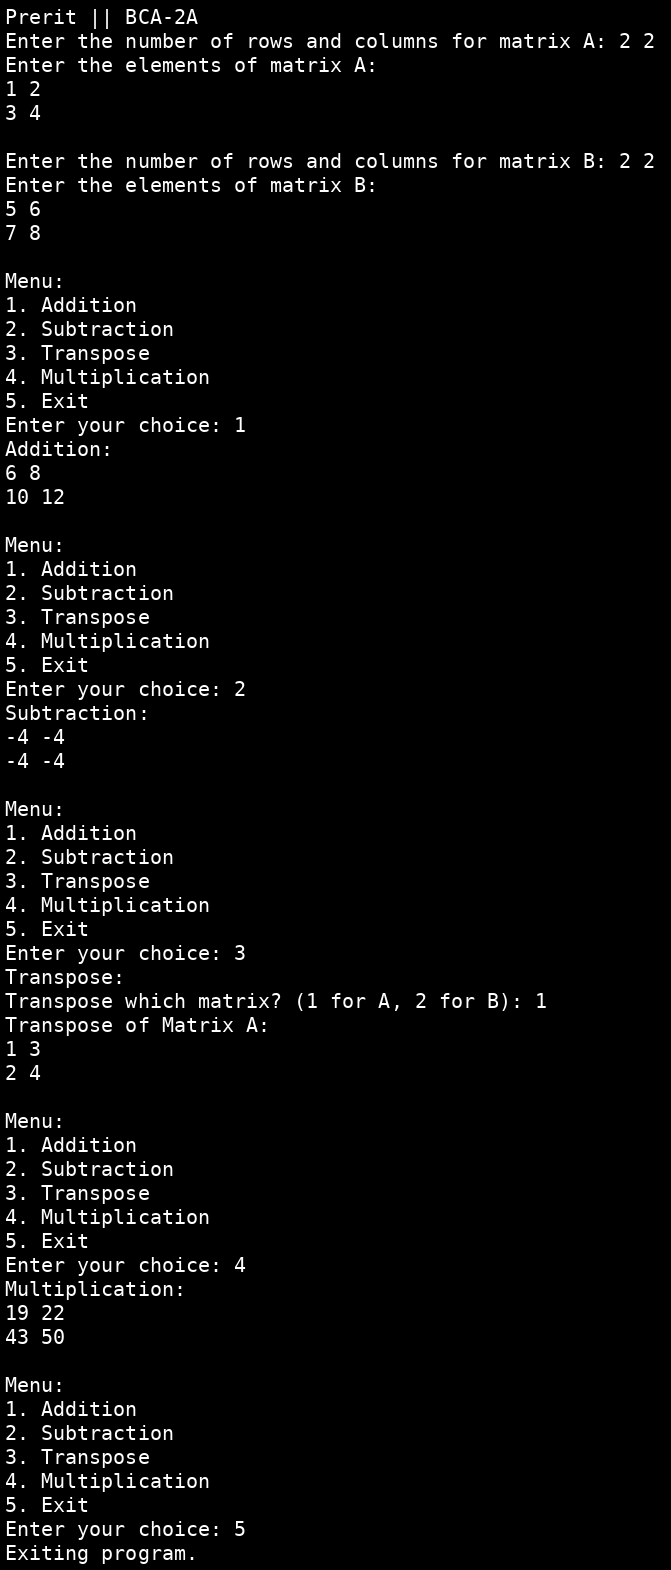 Prerit || BCA-2A
Enter the number of rows and columns for matrix A: 2 2
Enter the elements of matrix A:
1 2
3 4
Enter the number of rows and columns for matrix B: 2 2
Enter the elements of matrix B:
5 6
7 8
Menu:
1. Addition
2. Subtraction
3. Transpose
4. Multiplication
5. Exit
Enter your choice: 1
Addition:
6 8
10 12
Menu:
1. Addition
2. Subtraction
3. Transpose
4. Multiplication
5. Exit
Enter your choice: 2
Subtraction:
-4 -4
-4 -4
Menu:
1. Addition
2. Subtraction
3. Transpose
4. Multiplication
5. Exit
Enter your choice: 3
Transpose:
Transpose which matrix? (1 for A, 2 for B): 1
Transpose of Matrix A:
1 3
2 4
Menu:
1. Addition
2. Subtraction
3. Transpose
4. Multiplication
5. Exit
Enter your choice: 4
Multiplication:
19 22
43 50
Menu:
1. Addition
2. Subtraction
3. Transpose
4. Multiplication
5. Exit
Enter your choice: 5
Exiting program.